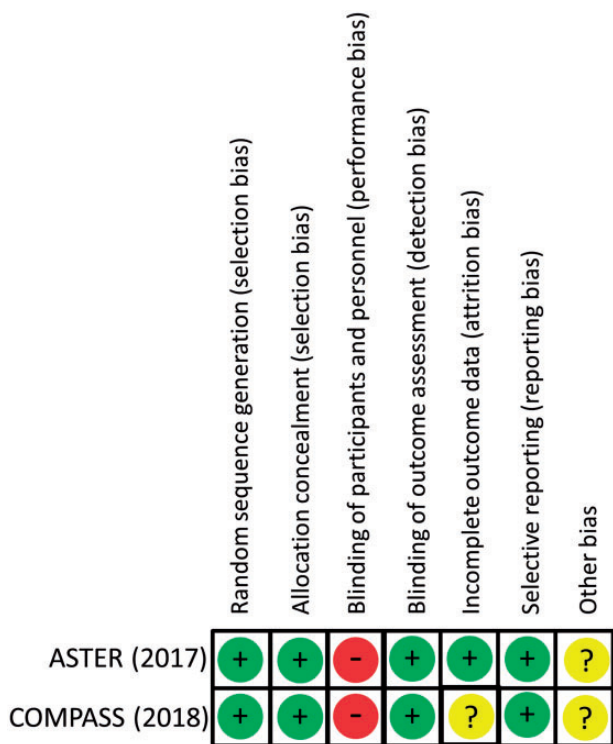 Random sequence generation (selection bias)
Allocation concealment (selection bias)
Blinding of participants and personnel (performance bias)
Blinding of outcome assessment (detection bias)
Incomplete outcome data (attrition bias)
Selective reporting (reporting bias)
Other bias
ASTER (2017) + + - + + + ?
COMPASS (2018) + + - + ? + ?